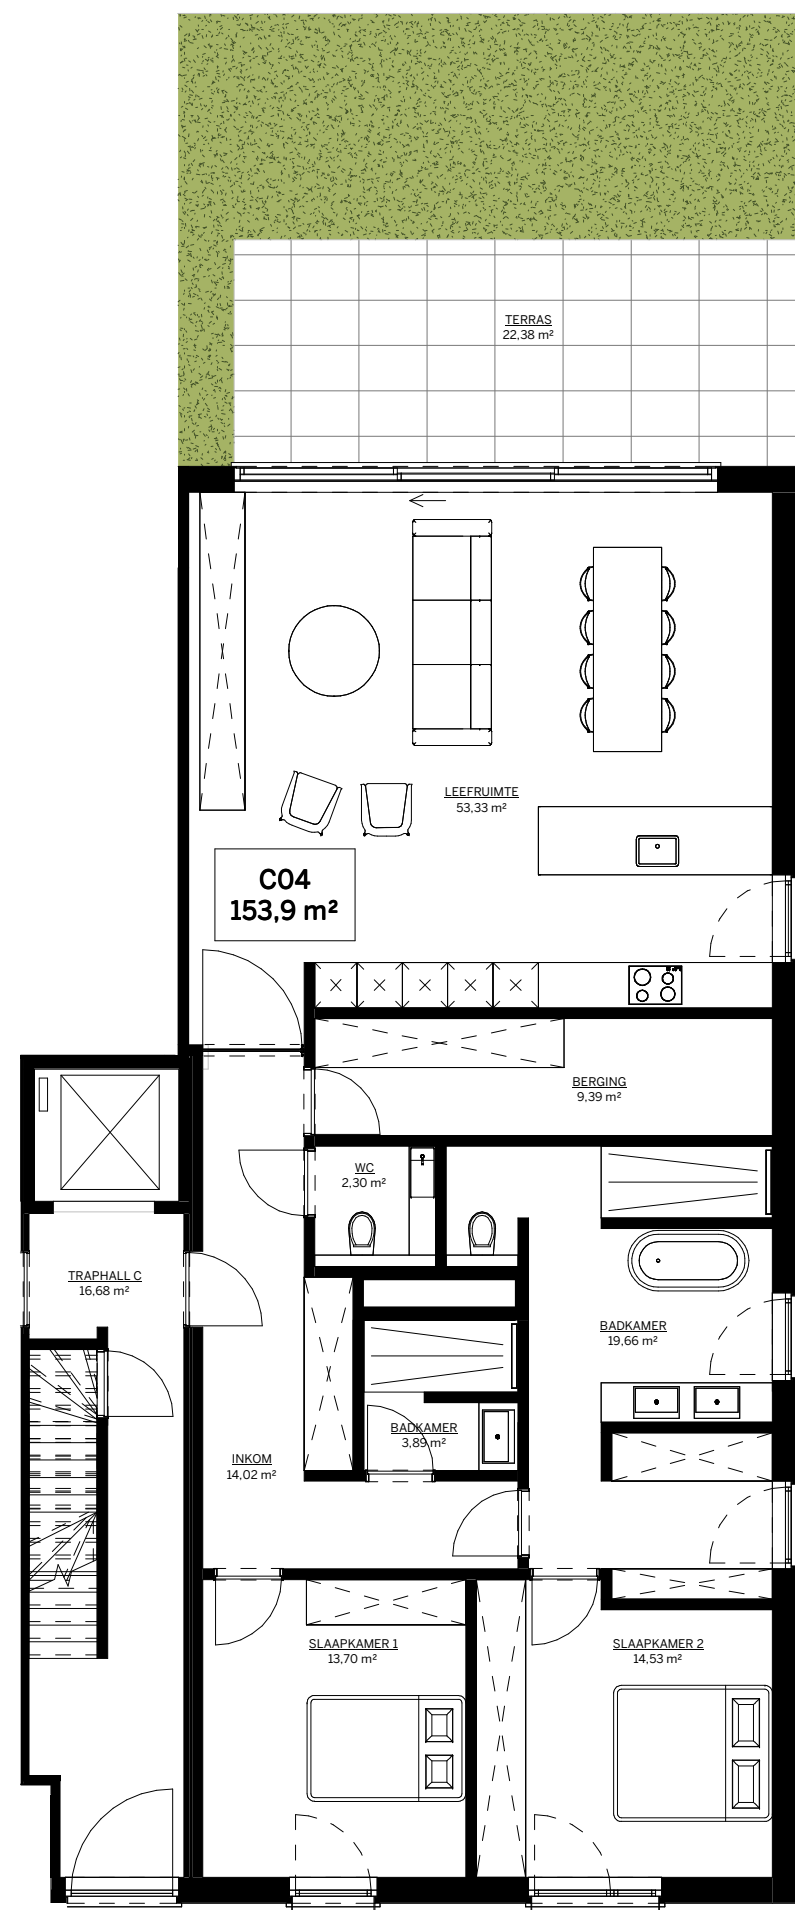 TERRAS
22,38 m²
LEEFRUIMTE
53,33 m²
C04
153,9 m²
BERGING
9,39 m²
WC
2,30 m²
TRAPHALL C
16,68 m²
BADKAMER
19,66 m²
BADKAMER
3,89 m²
INKOM
14,02 m²
SLAAPKAMER 1
13,70 m²
SLAAPKAMER 2
14,53 m²